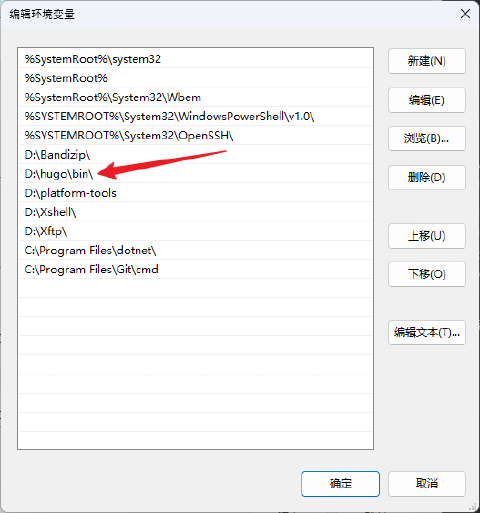 编辑环境变量
%SystemRoot%\system32
%SystemRoot%
%SystemRoot%\System32\Wbem
%SYSTEMROOT%\System32\WindowsPowerShell\v1.0\
%SYSTEMROOT%\System32\OpenSSH\
D:\Bandizip\
D:\hugo\bin\
D:\platform-tools
D:\Xshell\
D:\Xftp\
C:\Program Files\dotnet\
C:\Program Files\Git\cmd
新建(N)
编辑(E)
浏览(B)...
删除(D)
上移(U)
下移(O)
编辑文本(T)...
确定
取消